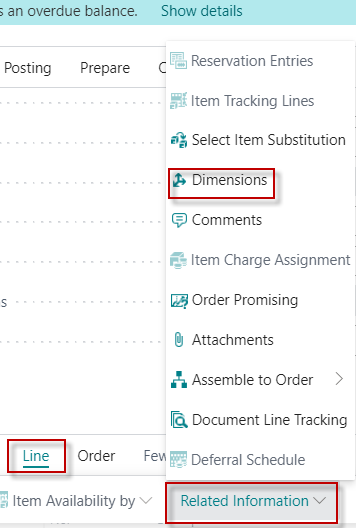 s an overdue balance. Show details
Posting Prepare
Reservation Entries
Item Tracking Lines
Select Item Substitution
Dimensions
Comments
Item Charge Assignment
Order Promising
Attachments
Assemble to Order
Document Line Tracking
Deferral Schedule
s
Line Order Few
Item Availability by Related Information